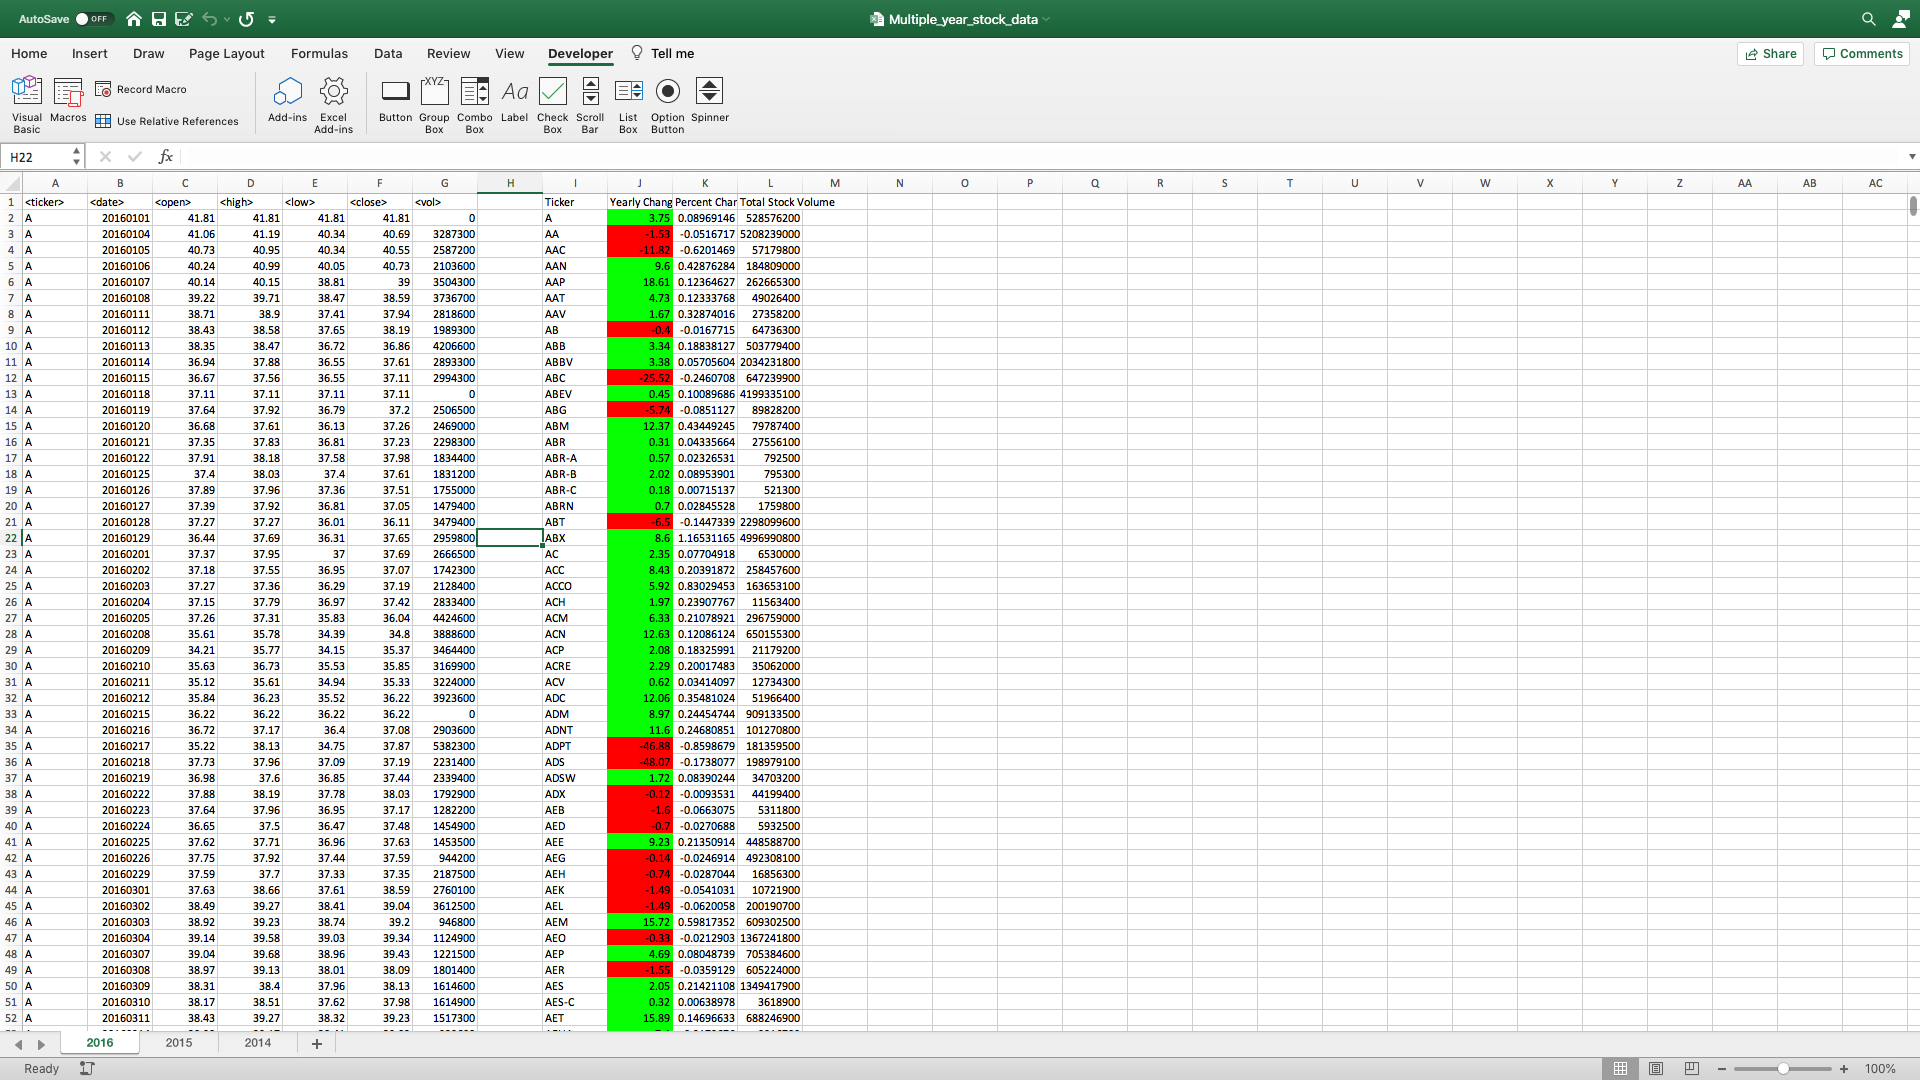 AutoSave OFF Multiple_year_stock_data
Home Insert Draw Page Layout Formulas Data Review View Developer Tell me Share Comments
Visual Basic Macros Record Macro Use Relative References Add-ins Excel Add-ins Button Group Box XYZ Combo Box Aa Label Check Box Scroll Bar List Box Option Button Spinner
H22 fx
A B C D E F G H I J K L M N O P Q R S T U V W X Y Z AA AB AC
1 <ticker> <date> <open> <high> <low> <close> <vol> Ticker Yearly Chang Percent Char Total Stock Volume
2 A 20160101 41.81 41.81 41.81 41.81 0 A 3.75 0.08969146 528576200
3 A 20160104 41.06 41.19 40.34 40.69 3287300 AA -1.53 -0.0516717 5208239000
4 A 20160105 40.73 40.95 40.34 40.55 2587200 AAC -11.82 -0.6201469 57179800
5 A 20160106 40.24 40.99 40.05 40.73 2103600 AAN 9.6 0.42876284 184809000
6 A 20160107 40.14 40.15 38.81 39 3504300 AAP 18.61 0.12364627 262665300
7 A 20160108 39.22 39.71 38.47 38.59 3736700 AAT 4.73 0.12333768 49026400
8 A 20160111 38.71 38.9 37.41 37.94 2818600 AAV 1.67 0.32874016 27358200
9 A 20160112 38.43 38.58 37.65 38.19 1989300 AB -0.4 -0.0167715 64736300
10 A 20160113 38.35 38.47 36.72 36.86 4206600 ABB 3.34 0.18838127 503779400
11 A 20160114 36.94 37.88 36.55 37.61 2893300 ABBV 3.38 0.05705604 2034231800
12 A 20160115 36.67 37.56 36.55 37.11 2994300 ABC -25.52 -0.2460708 647239900
13 A 20160118 37.11 37.11 37.11 37.11 0 ABEV 0.45 0.10089686 4199335100
14 A 20160119 37.64 37.92 36.79 37.2 2506500 ABG -5.74 -0.0851127 89828200
15 A 20160120 36.68 37.61 36.13 37.26 2469000 ABM 12.37 0.43449245 79787400
16 A 20160121 37.35 37.83 36.81 37.23 2298300 ABR 0.31 0.04335664 27556100
17 A 20160122 37.91 38.18 37.58 37.98 1834400 ABR-A 0.57 0.02326531 792500
18 A 20160125 37.4 38.03 37.4 37.61 1831200 ABR-B 2.02 0.08953901 795300
19 A 20160126 37.89 37.96 37.36 37.51 1755000 ABR-C 0.18 0.00715137 521300
20 A 20160127 37.39 37.92 36.81 37.05 1479400 ABRN 0.7 0.02845528 1759800
21 A 20160128 37.27 37.27 36.01 36.11 3479400 ABT -6.5 -0.1447339 2298099600
22 A 20160129 36.44 37.69 36.31 37.65 2959800 ABX 8.6 1.16531165 4996990800
23 A 20160201 37.37 37.95 37 37.69 2666500 AC 2.35 0.07704918 6530000
24 A 20160202 37.18 37.55 36.95 37.07 1742300 ACC 8.43 0.20391872 258457600
25 A 20160203 37.27 37.36 36.29 37.19 2128400 ACCO 5.92 0.83029453 163653100
26 A 20160204 37.15 37.79 36.97 37.42 2833400 ACH 1.97 0.23907767 11563400
27 A 20160205 37.26 37.31 35.83 36.04 4424600 ACM 6.33 0.21078921 296759000
28 A 20160208 35.61 35.78 34.39 34.8 3888600 ACN 12.63 0.12086124 650155300
29 A 20160209 34.21 35.77 34.15 35.37 3464400 ACP 2.08 0.18325991 21179200
30 A 20160210 35.63 36.73 35.53 35.85 3169900 ACRE 2.29 0.20017483 35062000
31 A 20160211 35.12 35.61 34.94 35.33 3224000 ACV 0.62 0.03414097 12734300
32 A 20160212 35.84 36.23 35.52 36.22 3923600 ADC 12.06 0.35481024 51966400
33 A 20160215 36.22 36.22 36.22 36.22 0 ADM 8.97 0.24454744 909133500
34 A 20160216 36.72 37.17 36.4 37.08 2903600 ADNT 11.6 0.24680851 101270800
35 A 20160217 35.22 38.13 34.75 37.87 5382300 ADPT -46.88 -0.8598679 181359500
36 A 20160218 37.73 37.96 37.09 37.19 2231400 ADS -48.07 -0.1738077 198979100
37 A 20160219 36.98 37.6 36.85 37.44 2339400 ADSW 1.72 0.08390244 34703200
38 A 20160222 37.88 38.19 37.78 38.03 1792900 ADX -0.12 -0.0093531 44199400
39 A 20160223 37.64 37.96 36.95 37.17 1282200 AEB -1.6 -0.0663075 5311800
40 A 20160224 36.65 37.5 36.47 37.48 1454900 AED -0.7 -0.0270688 5932500
41 A 20160225 37.62 37.71 36.96 37.63 1453500 AEE 9.23 0.21350914 448588700
42 A 20160226 37.75 37.92 37.44 37.59 944200 AEG -0.14 -0.0246914 492308100
43 A 20160229 37.59 37.7 37.33 37.35 2187500 AEH -0.74 -0.0287044 16856300
44 A 20160301 37.63 38.66 37.61 38.59 2760100 AEK -1.49 -0.0541031 10721900
45 A 20160302 38.49 39.27 38.41 39.04 3612500 AEL -1.49 -0.0620058 200190700
46 A 20160303 38.92 39.23 38.74 39.2 946800 AEM 15.72 0.59817352 609302500
47 A 20160304 39.14 39.58 39.03 39.34 1124900 AEO -0.33 -0.0212903 1367241800
48 A 20160307 39.04 39.68 38.96 39.43 1221500 AEP 4.69 0.08048739 705384600
49 A 20160308 38.97 39.13 38.01 38.09 1801400 AER -1.55 -0.0359129 605224000
50 A 20160309 38.31 38.4 37.96 38.13 1614600 AES 2.05 0.21421108 1349417900
51 A 20160310 38.17 38.51 37.62 37.98 1614900 AES-C 0.32 0.00638978 3618900
52 A 20160311 38.43 39.27 38.32 39.23 1517300 AET 15.89 0.14696633 688246900
2016 2015 2014
Ready 100%